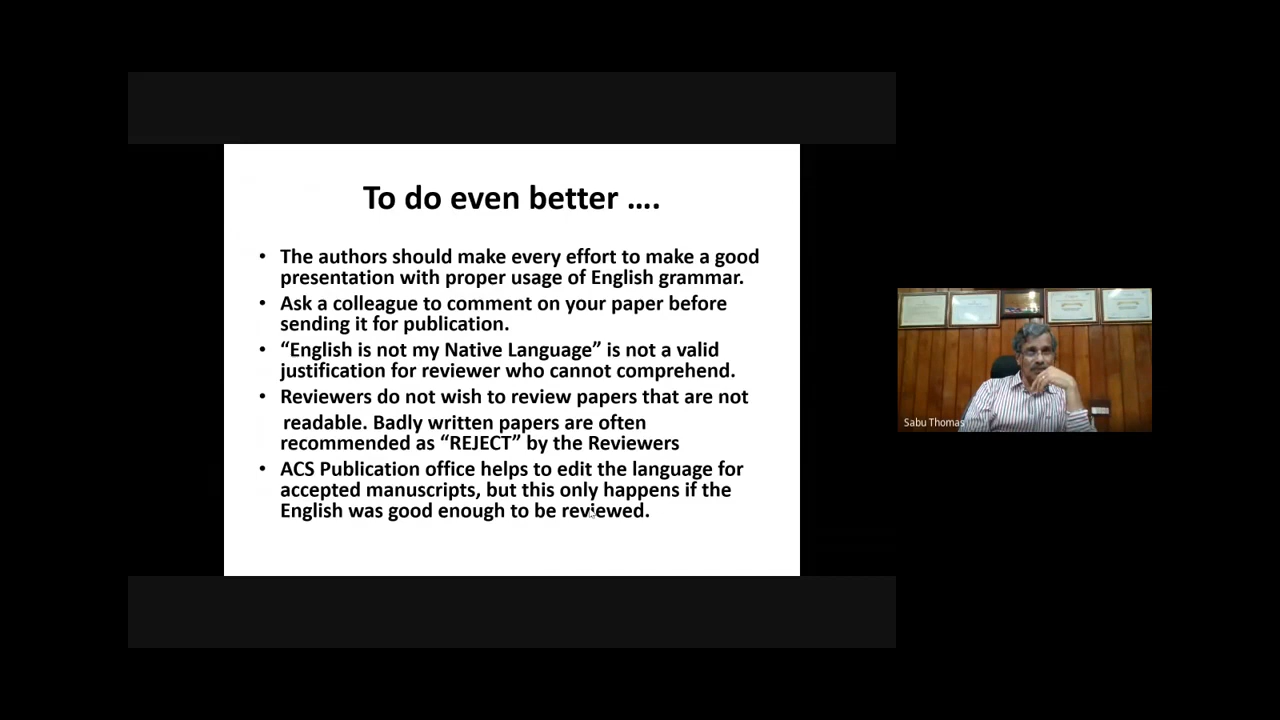 To do even better ....
• The authors should make every effort to make a good
presentation with proper usage of English grammar.
• Ask a colleague to comment on your paper before
sending it for publication.
• “English is not my Native Language” is not a valid
justification for reviewer who cannot comprehend.
• Reviewers do not wish to review papers that are not
readable. Badly written papers are often
recommended as “REJECT” by the Reviewers
• ACS Publication office helps to edit the language for
accepted manuscripts, but this only happens if the
English was good enough to be reviewed.
Sabu Thomas